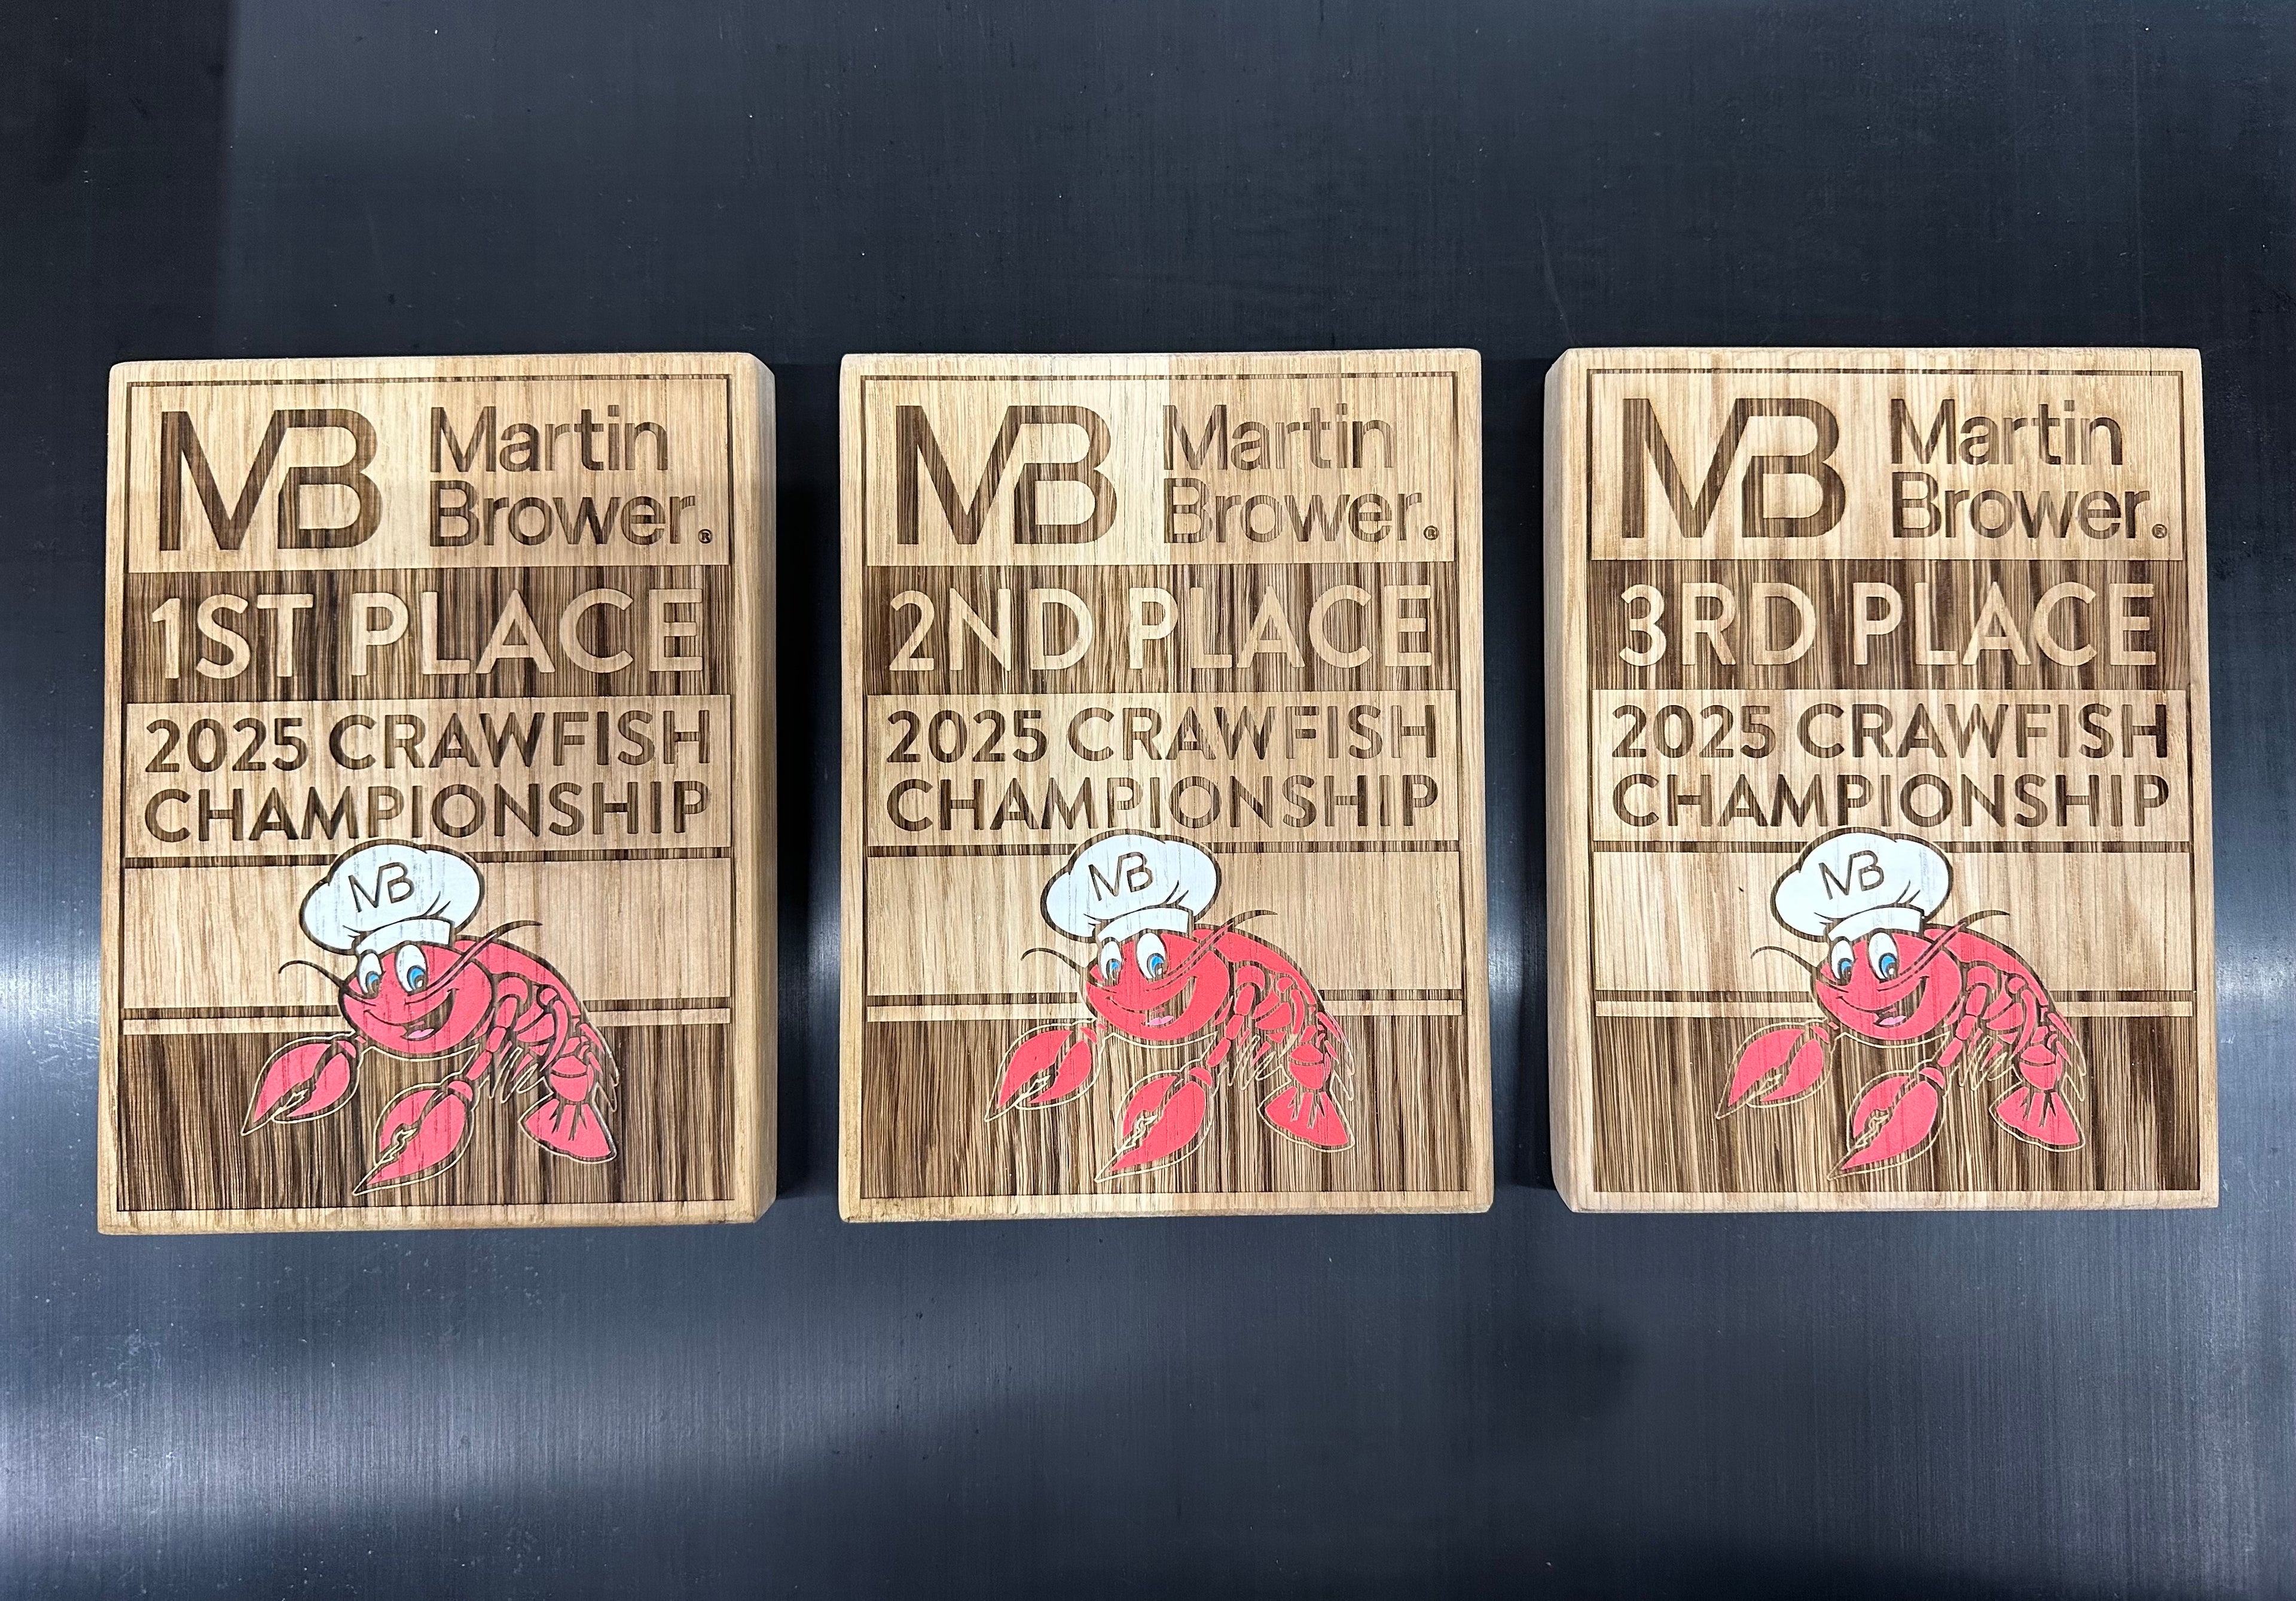 MB Martin
Brower®
1ST PLACE
2025 CRAWFISH
CHAMPIONSHIP
MB
MB Martin
Brower®
2ND PLACE
2025 CRAWFISH
CHAMPIONSHIP
MB
MB Martin
Brower®
3RD PLACE
2025 CRAWFISH
CHAMPIONSHIP
MB